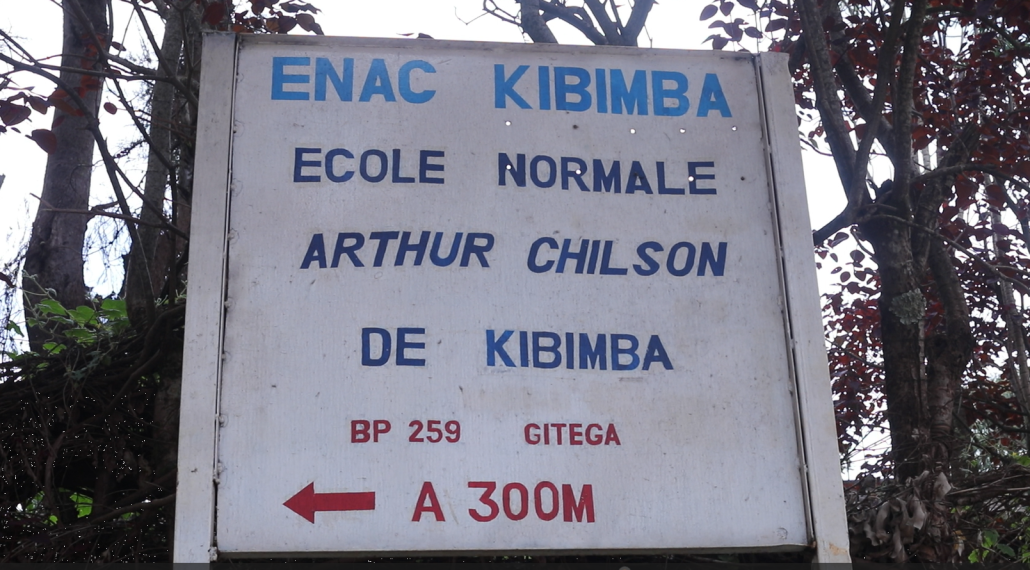 ENAC KIBIMBA
ECOLE NORMALE
ARTHUR CHILSON
DE KIBIMBA
BP 259 GITEGA
A 300M